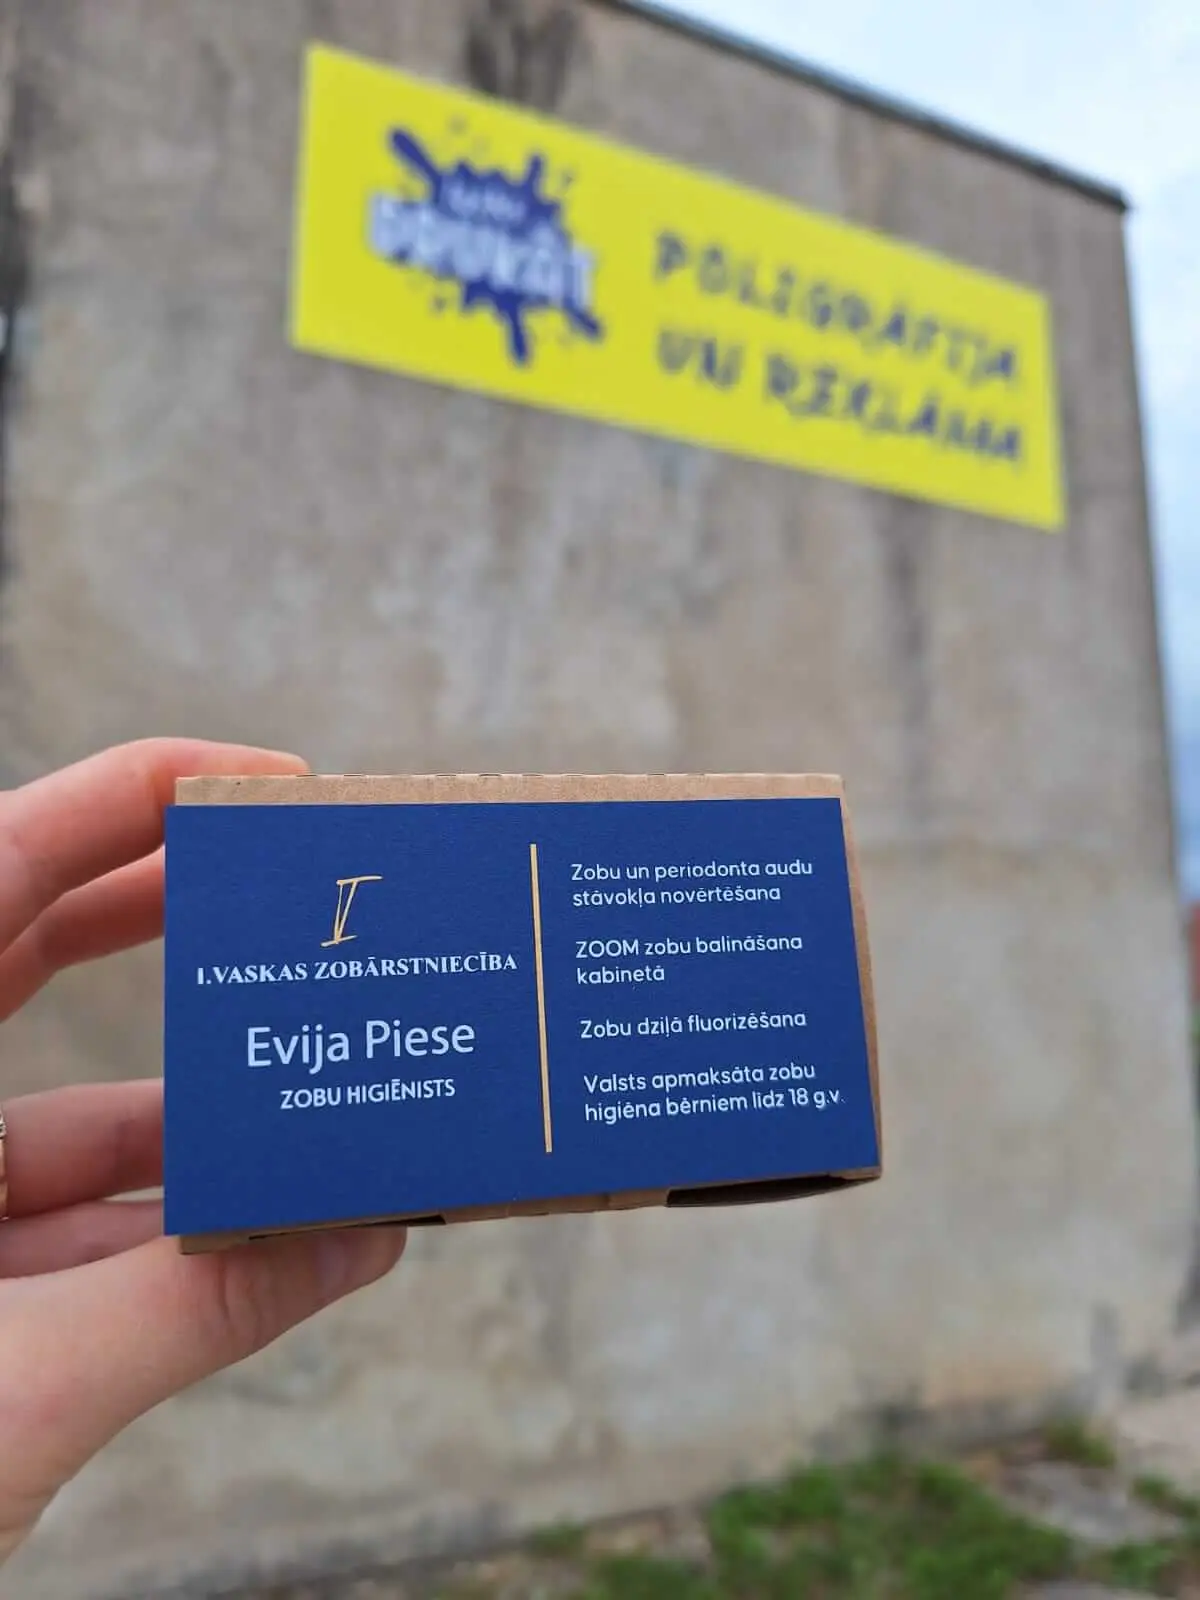 DRUKĀT
POLIGRĀFIJA
UN REKLĀMA
I.VASKAS ZOBĀRSTNIECĪBA
Evija Piese
ZOBU HIGIĒNISTS
Zobu un periodonta audu
stāvokļa novērtēšana
ZOOM zobu balināšana
kabinetā
Zobu dziļā fluorizēšana
Valsts apmaksāta zobu
higiēna bērniem līdz 18 g.v.